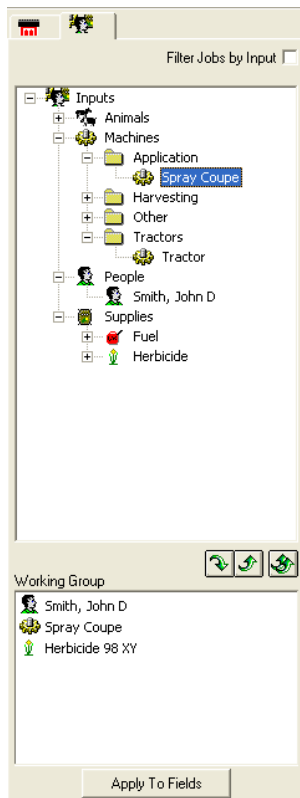 Filter Jobs by Input
Inputs
Animals
Machines
Application
Spray Coupe
Harvesting
Other
Tractors
Tractor
People
Smith, John D
Supplies
Fuel
Herbicide
Working Group
Smith, John D
Spray Coupe
Herbicide 98 XY
Apply To Fields